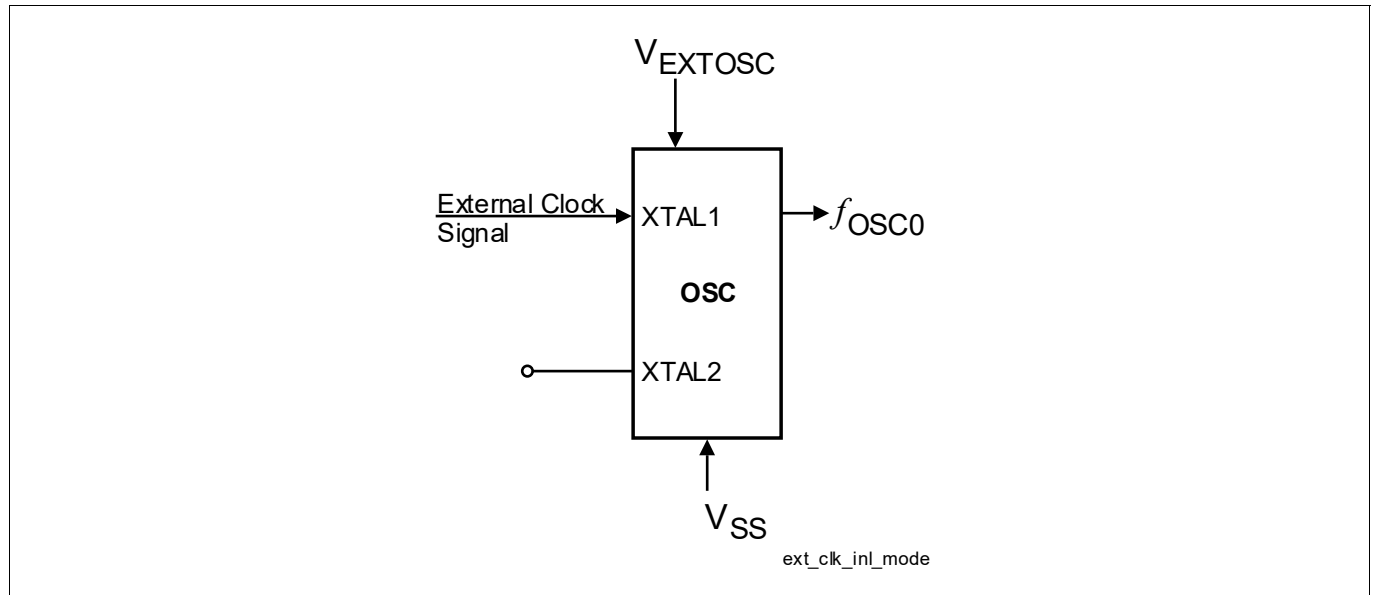 VEXTOSC
External Clock
Signal
XTAL1
fOSC0
OSC
XTAL2
VSS
ext_clk_inl_mode